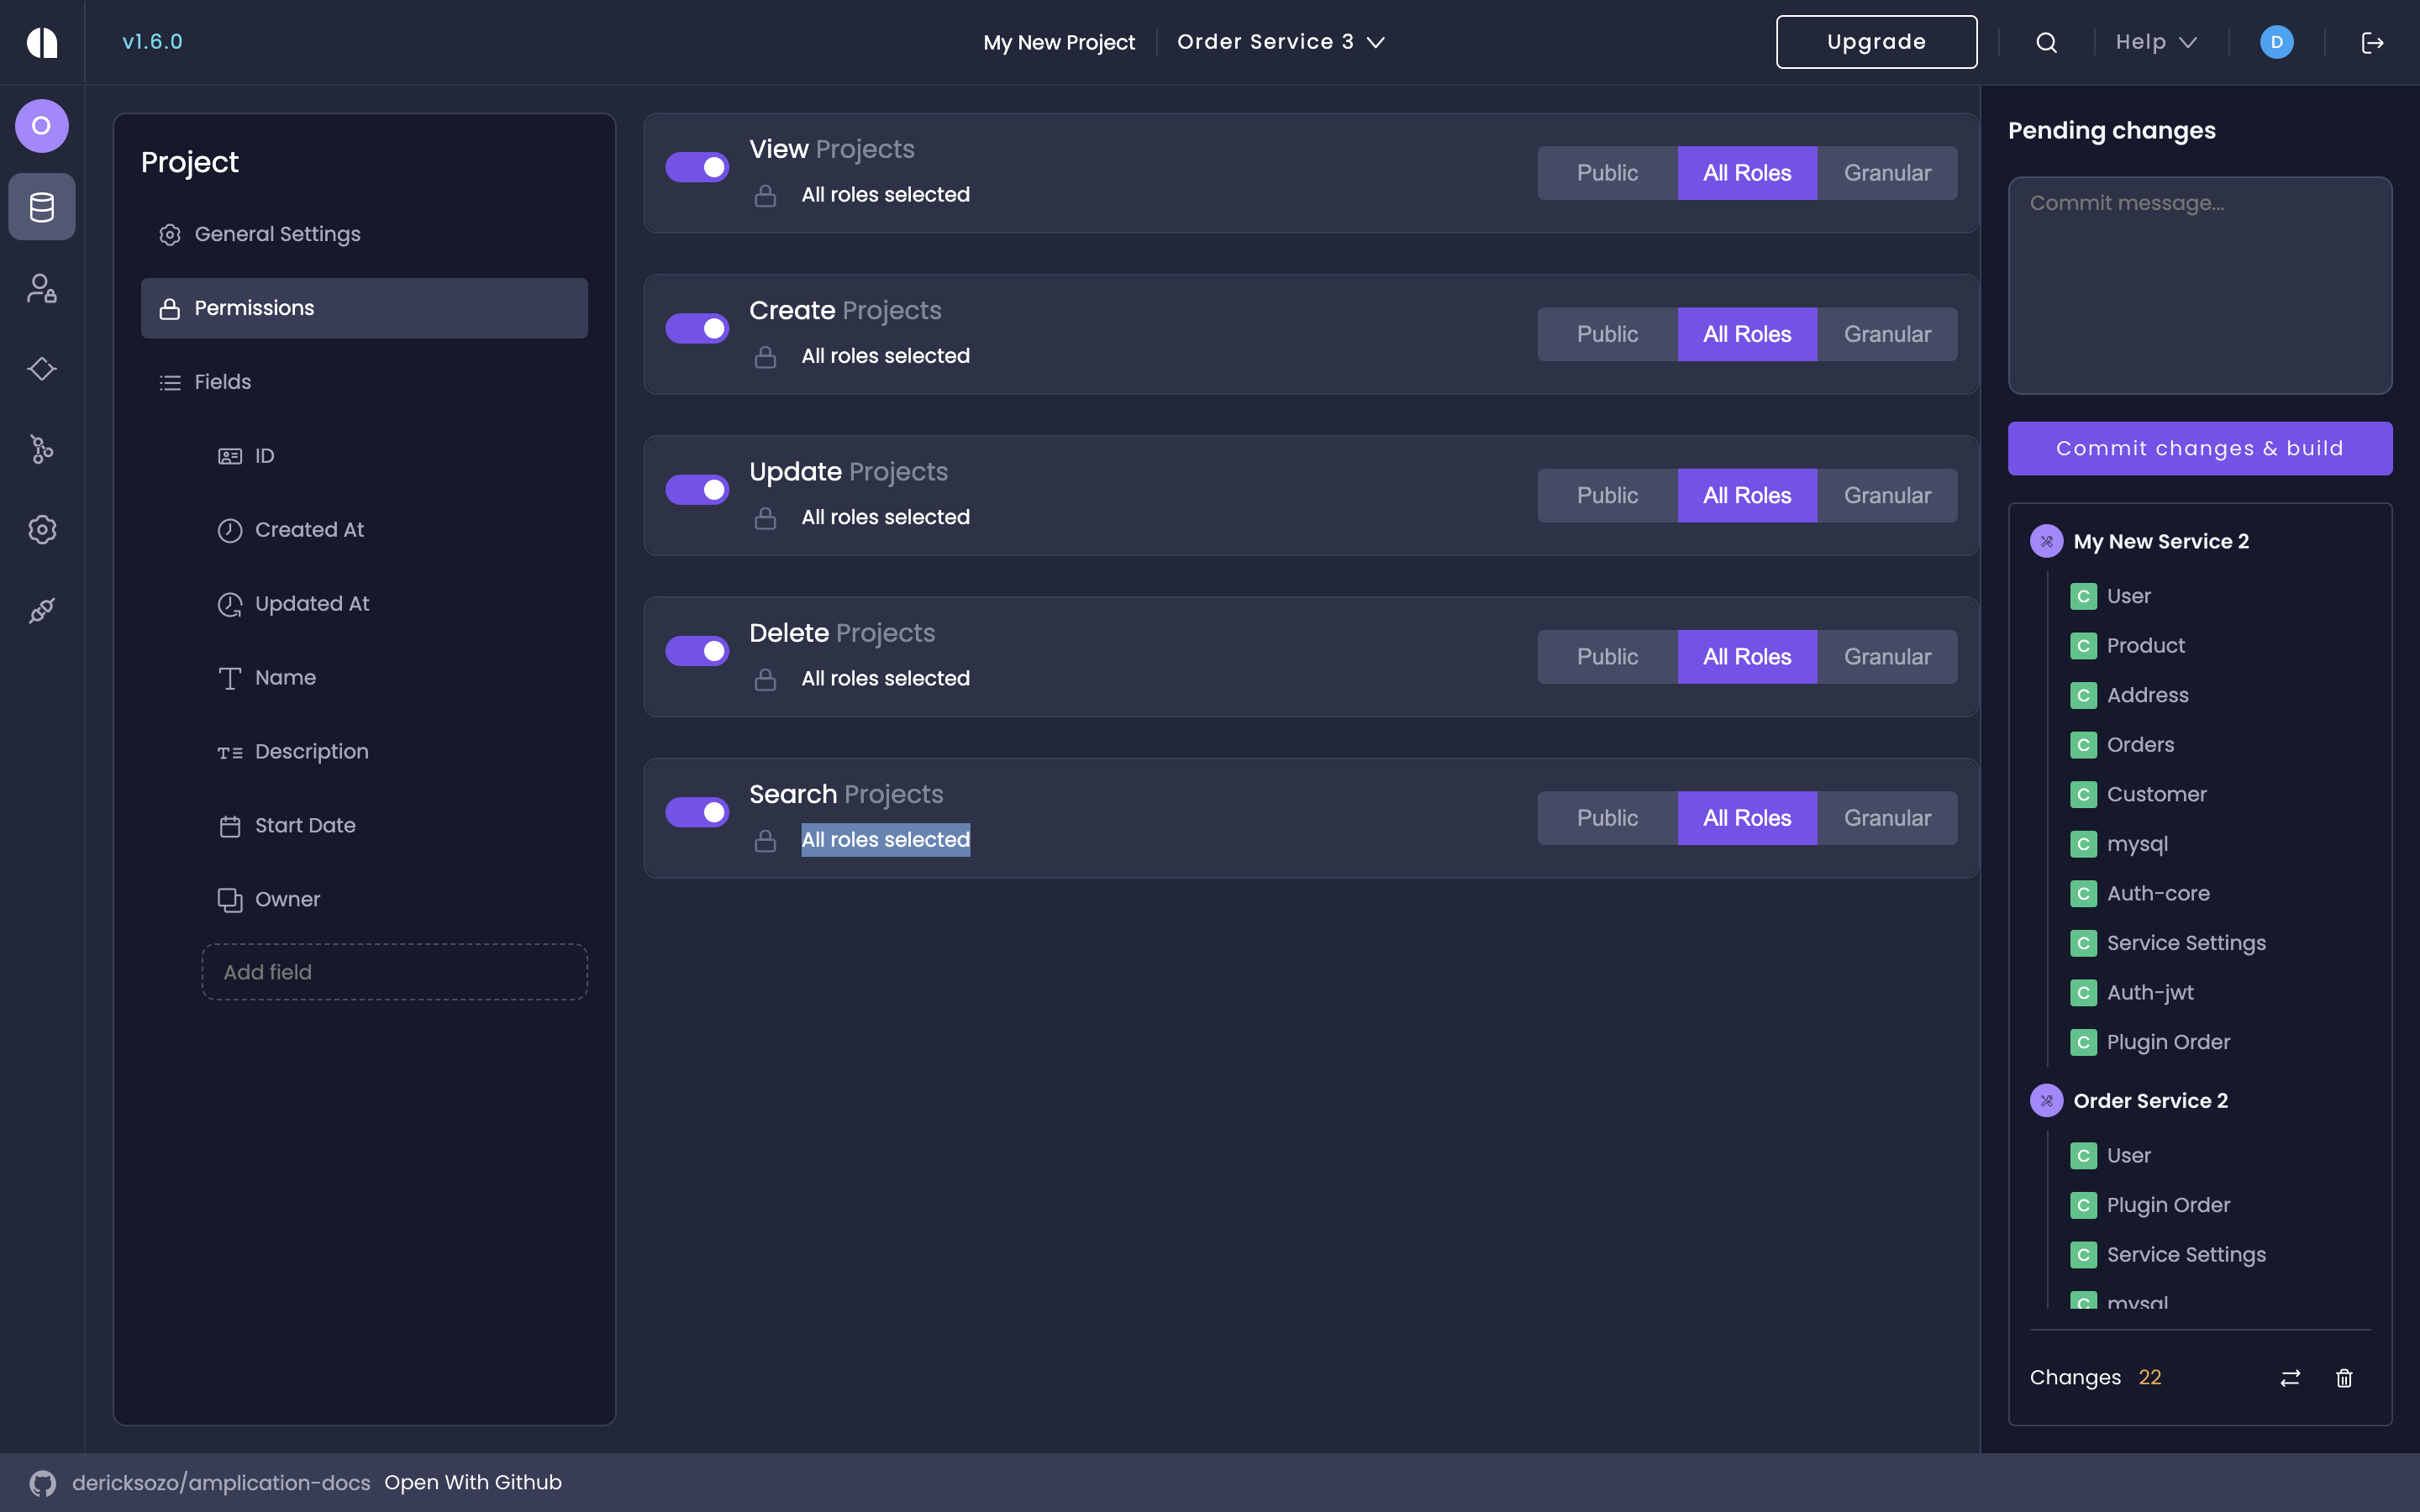 v1.6.0
My New Project
Order Service 3
Upgrade
Help
D
O
Project
General Settings
Permissions
Fields
ID
Created At
Updated At
Name
Description
Start Date
Owner
Add field
View Projects
All roles selected
Public
All Roles
Granular
Create Projects
All roles selected
Public
All Roles
Granular
Update Projects
All roles selected
Public
All Roles
Granular
Delete Projects
All roles selected
Public
All Roles
Granular
Search Projects
All roles selected
Public
All Roles
Granular
Pending changes
Commit message...
Commit changes & build
My New Service 2
C User
C Product
C Address
C Orders
C Customer
C mysql
C Auth-core
C Service Settings
C Auth-jwt
C Plugin Order
Order Service 2
C User
C Plugin Order
C Service Settings
C mysql
Changes 22
dericksozo/amplication-docs Open With Github